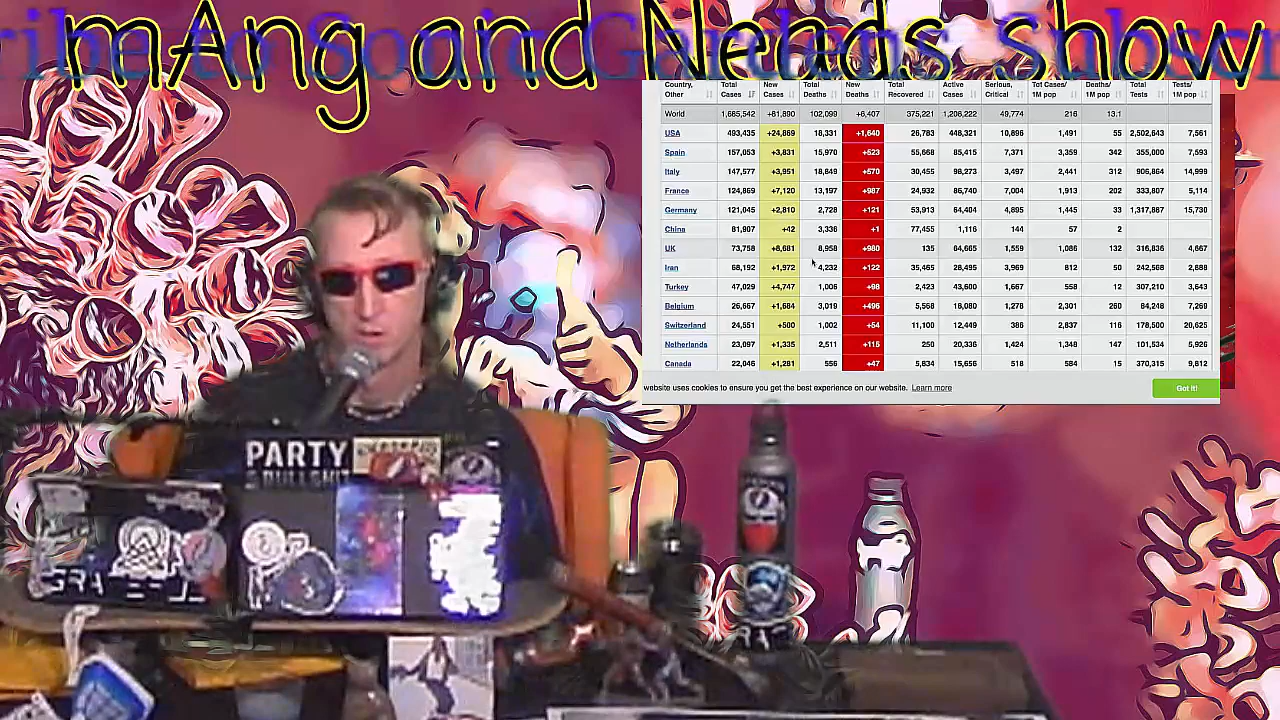 mAng and Neads show
Country, Other Total Cases New Cases Total Deaths New Deaths Total Recovered Active Cases Serious, Critical Tot Cases/ 1M pop Deaths/ 1M pop Total Tests Tests/ 1M pop
World 1,665,542 +81,890 102,099 +6,407 375,221 1,206,222 49,774 216 13.1
USA 493,435 +24,869 18,331 +1,640 26,783 448,321 10,896 1,491 55 2,502,643 7,561
Spain 157,053 +3,831 15,970 +523 55,668 85,415 7,371 3,359 342 355,000 7,593
Italy 147,577 +3,951 18,849 +570 30,455 98,273 3,497 2,441 312 906,864 14,999
France 124,869 +7,120 13,197 +987 24,932 86,740 7,004 1,913 202 333,807 5,114
Germany 121,045 +2,810 2,728 +121 53,913 64,404 4,895 1,445 33 1,317,887 15,730
China 81,907 +42 3,336 +1 77,455 1,116 144 57 2
UK 73,758 +8,681 8,958 +980 135 64,665 1,559 1,086 132 316,836 4,667
Iran 68,192 +1,972 4,232 +122 35,465 28,495 3,969 812 50 242,568 2,888
Turkey 47,029 +4,747 1,006 +98 2,423 43,600 1,667 558 12 307,210 3,643
Belgium 26,667 +1,684 3,019 +496 5,568 18,080 1,278 2,301 260 84,248 7,269
Switzerland 24,551 +500 1,002 +54 11,100 12,449 386 2,837 116 178,500 20,625
Netherlands 23,097 +1,335 2,511 +115 250 20,336 1,424 1,348 147 101,534 5,926
Canada 22,046 +1,281 556 +47 5,834 15,656 518 584 15 370,315 9,812
website uses cookies to ensure you get the best experience on our website. Learn more
Got it!
PARTY
& BULLSHIT